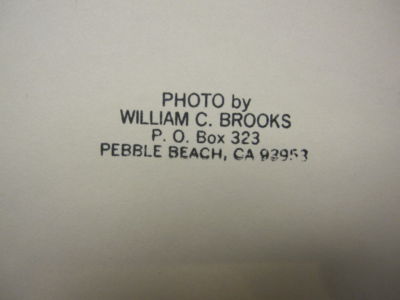 PHOTO by
WILLIAM C. BROOKS
P. O. Box 323
PEBBLE BEACH, CA 93953